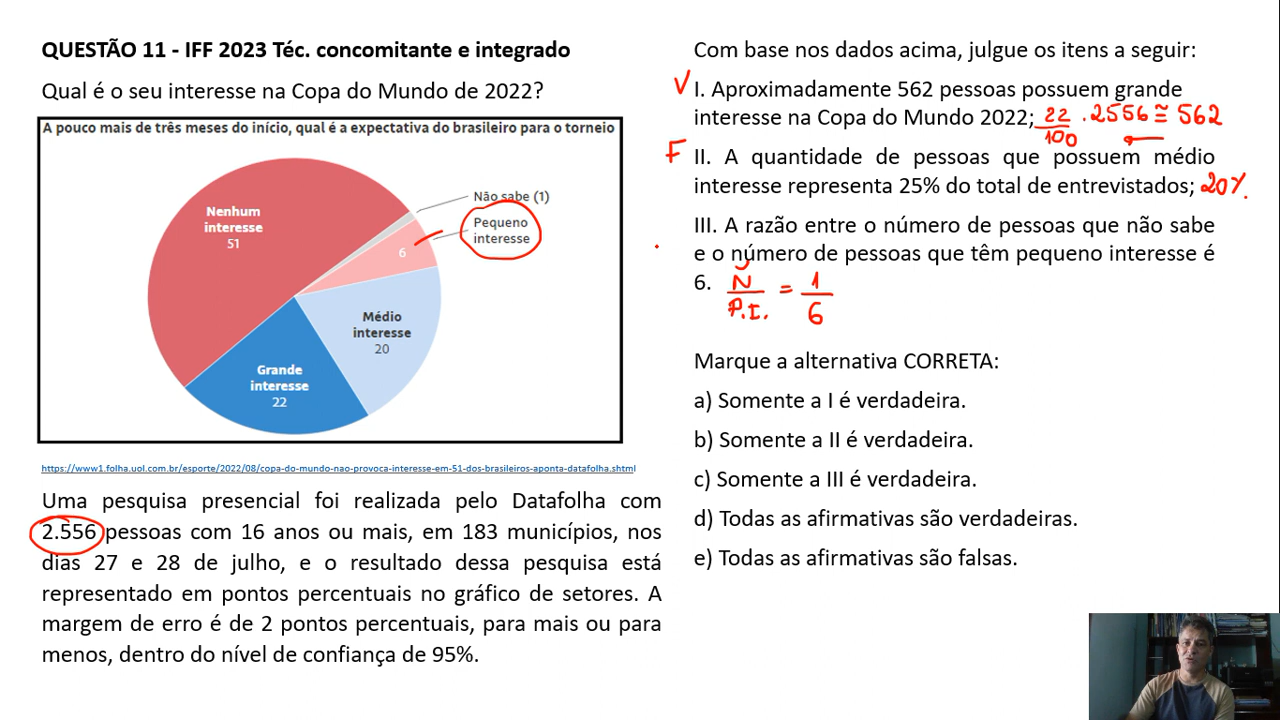 QUESTÃO 11 - IFF 2023 Téc. concomitante e integrado
Qual é o seu interesse na Copa do Mundo de 2022?
A pouco mais de três meses do início, qual é a expectativa do brasileiro para o torneio
Nenhum
interesse
51
Não sabe (1)
Pequeno
interesse
6
Médio
interesse
20
Grande
interesse
22
https://www1.folha.uol.com.br/esporte/2022/08/copa-do-mundo-nao-provoca-interesse-em-51-dos-brasileiros-aponta-datafolha.shtml
Uma pesquisa presencial foi realizada pelo Datafolha com
2.556 pessoas com 16 anos ou mais, em 183 municípios, nos
dias 27 e 28 de julho, e o resultado dessa pesquisa está
representado em pontos percentuais no gráfico de setores. A
margem de erro é de 2 pontos percentuais, para mais ou para
menos, dentro do nível de confiança de 95%.
Com base nos dados acima, julgue os itens a seguir:
V I. Aproximadamente 562 pessoas possuem grande
interesse na Copa do Mundo 2022; 22/100 . 2556 ≅ 562
F II. A quantidade de pessoas que possuem médio
interesse representa 25% do total de entrevistados; 20%.
III. A razão entre o número de pessoas que não sabe
e o número de pessoas que têm pequeno interesse é
6. Ñ/P.I. = 1/6
Marque a alternativa CORRETA:
a) Somente a I é verdadeira.
b) Somente a II é verdadeira.
c) Somente a III é verdadeira.
d) Todas as afirmativas são verdadeiras.
e) Todas as afirmativas são falsas.